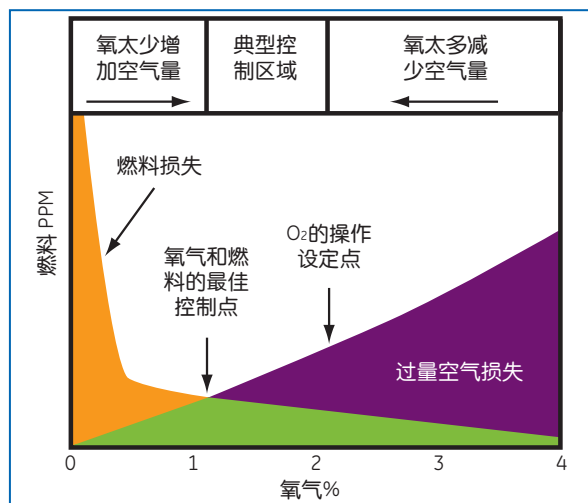 氧太少增
加空气量
典型控
制区域
氧太多减
少空气量
燃料损失
O₂的操作
设定点
氧气和燃
料的最佳
控制点
过量空气损失
燃料 PPM
0 1 2 3 4
氧气%